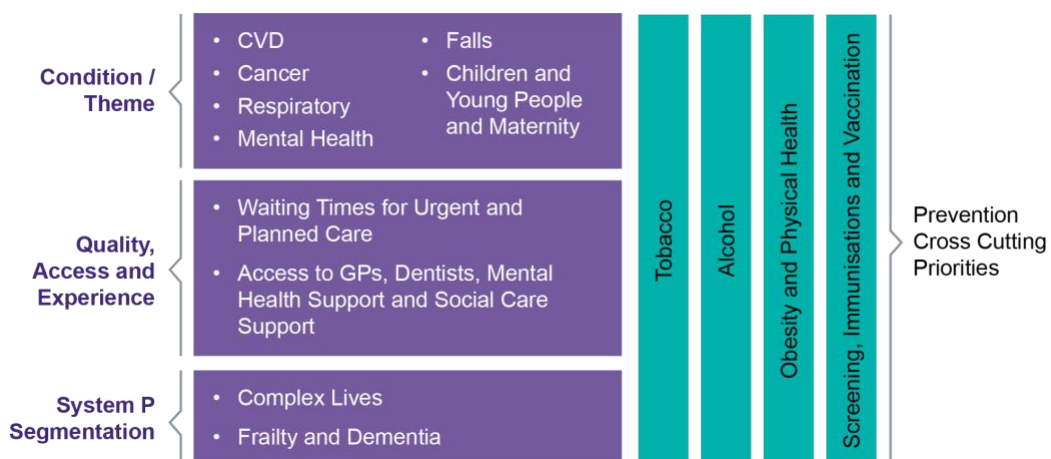 Condition /
Theme
• CVD
• Cancer
• Respiratory
• Mental Health
• Falls
• Children and
Young People
and Maternity
Quality,
Access and
Experience
• Waiting Times for Urgent and
Planned Care
• Access to GPs, Dentists, Mental
Health Support and Social Care
Support
System P
Segmentation
• Complex Lives
• Frailty and Dementia
Tobacco
Alcohol
Obesity and Physical Health
Screening, Immunisations and Vaccination
Prevention
Cross Cutting
Priorities